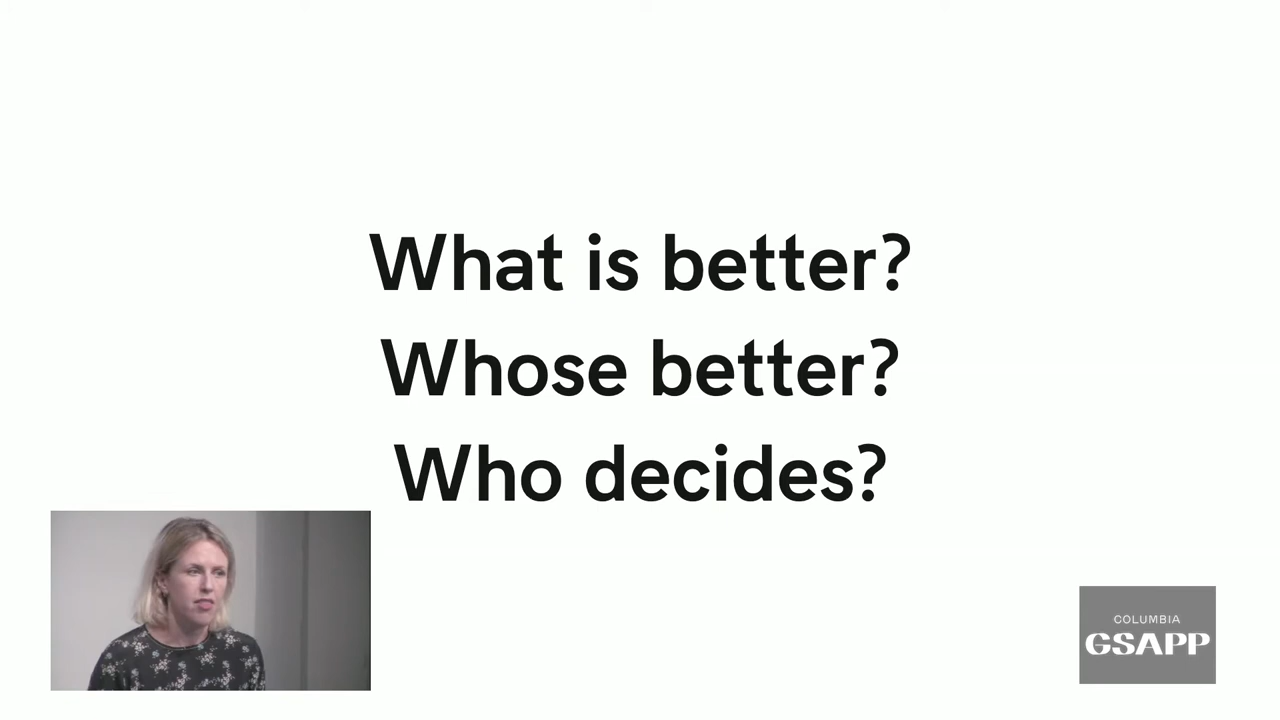 What is better?
Whose better?
Who decides?
COLUMBIA
GSAPP